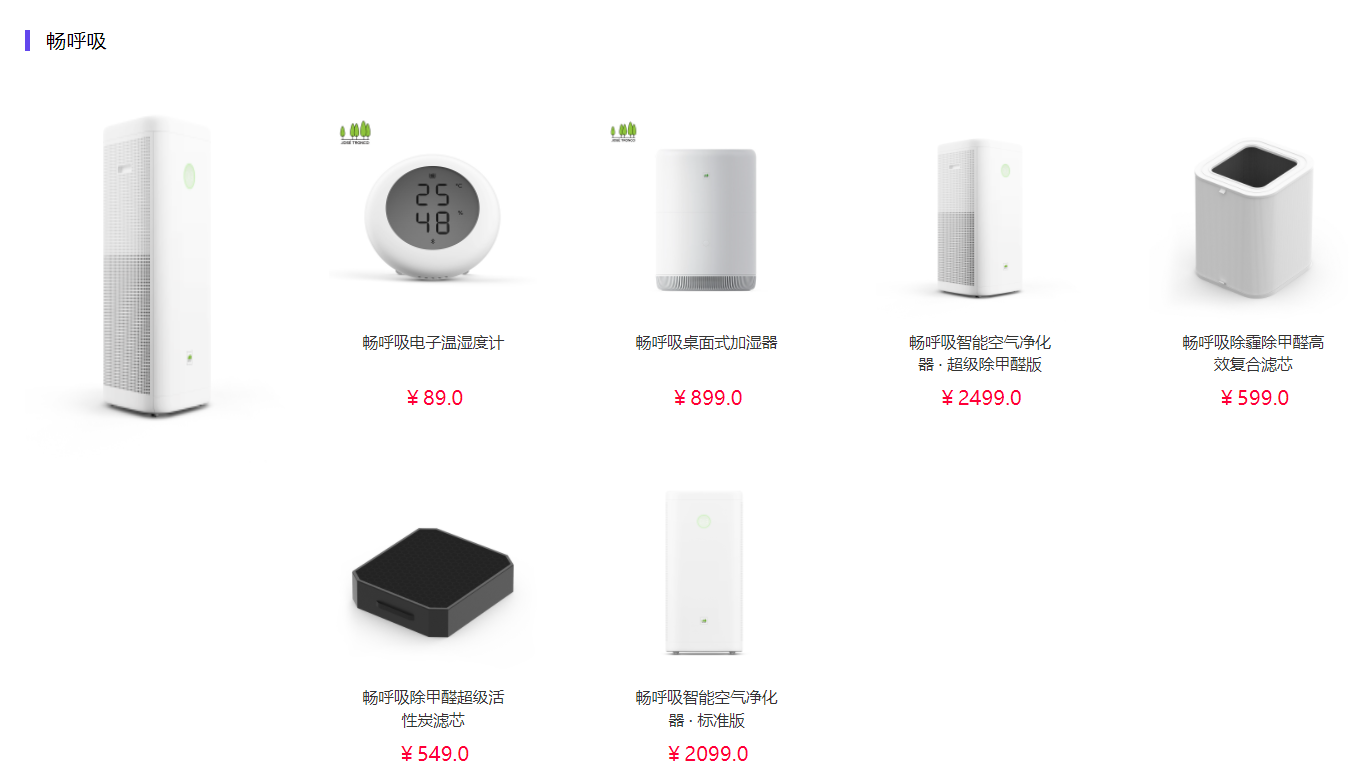 畅呼吸
JOSE TRONCO
JOSE TRONCO
25
48
畅呼吸电子温湿度计
¥ 89.0
畅呼吸桌面式加湿器
¥ 899.0
畅呼吸智能空气净化
器 · 超级除甲醛版
¥ 2499.0
畅呼吸除霾除甲醛高
效复合滤芯
¥ 599.0
畅呼吸除甲醛超级活
性炭滤芯
¥ 549.0
畅呼吸智能空气净化
器 · 标准版
¥ 2099.0